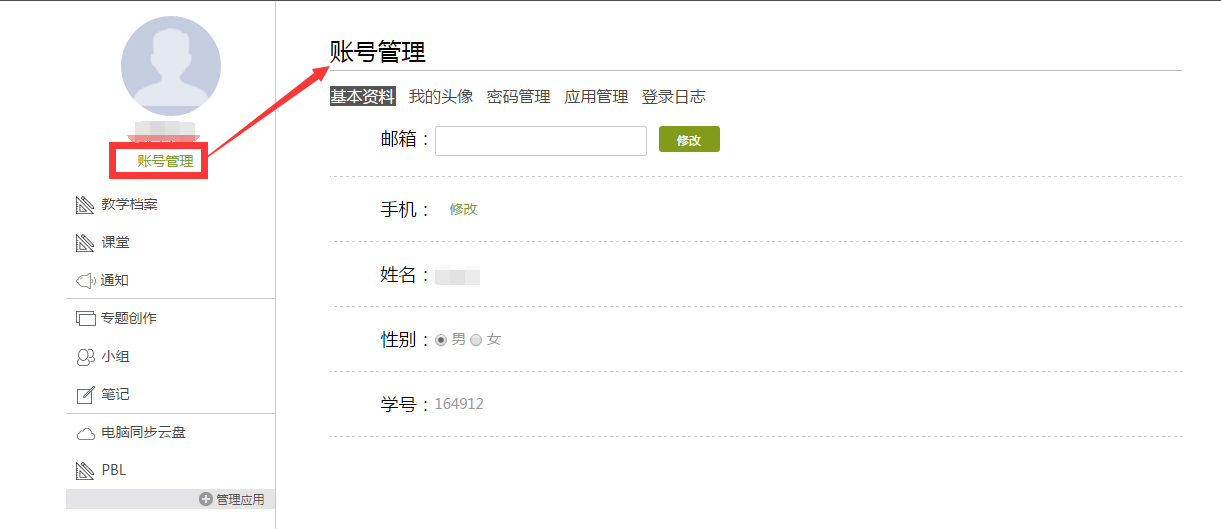 账号管理
教学档案
课堂
通知
专题创作
小组
笔记
电脑同步云盘
PBL
管理应用
账号管理
基本资料 我的头像 密码管理 应用管理 登录日志
邮箱： 修改
手机： 修改
姓名：
性别： 男 女
学号：164912